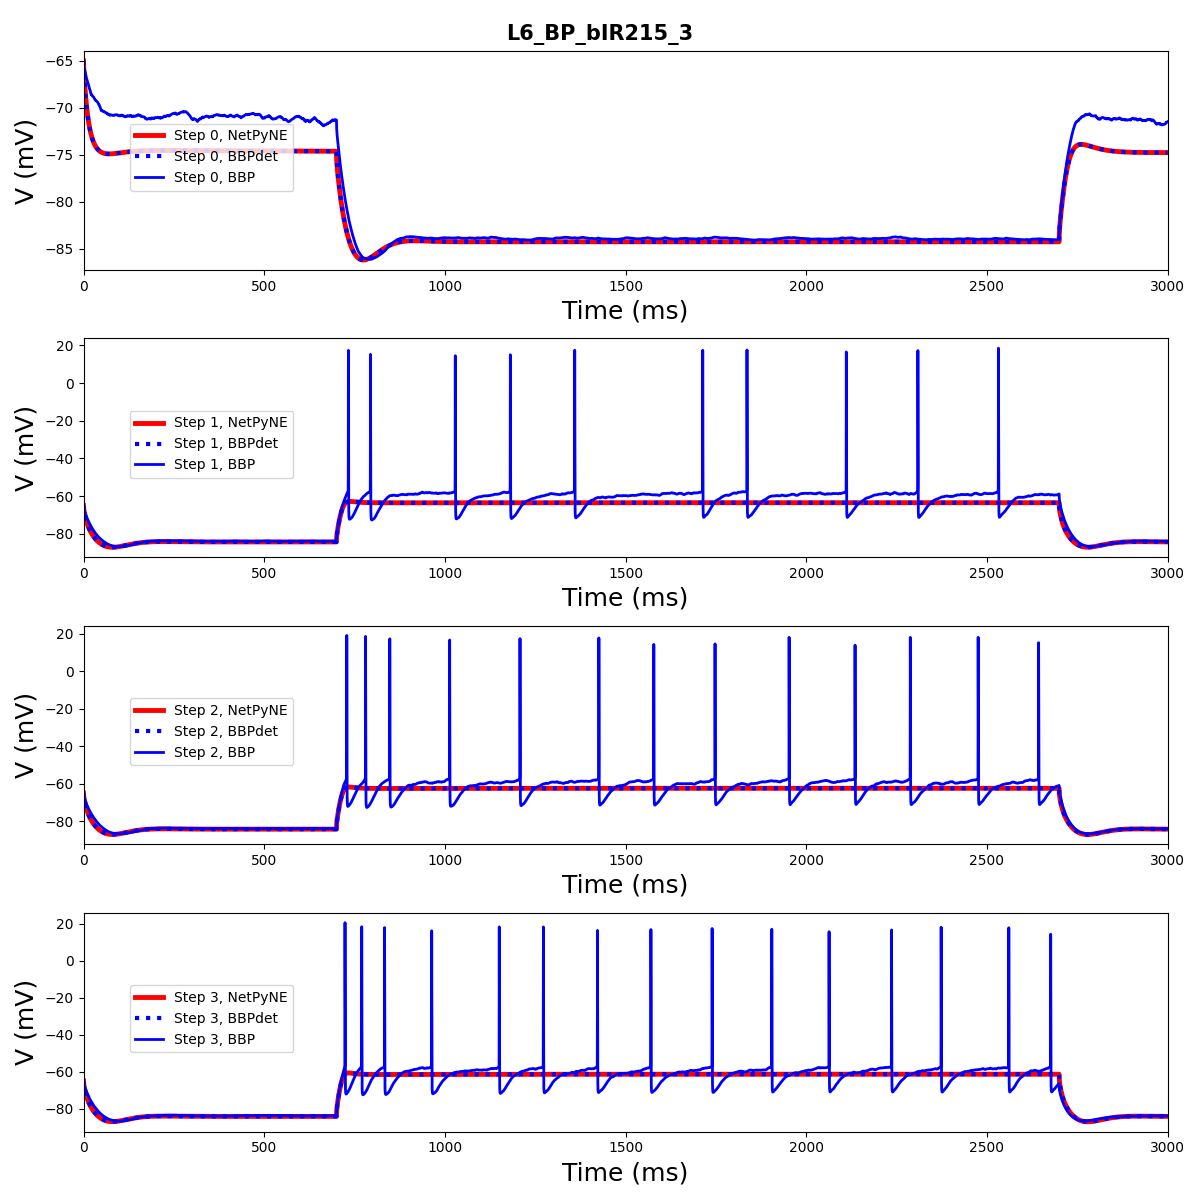 L6_BP_bIR215_3
−65
−70
−75
−80
−85
V (mV)
Step 0, NetPyNE
Step 0, BBPdet
Step 0, BBP
0 500 1000 1500 2000 2500 3000
Time (ms)
20
0
−20
−40
−60
−80
V (mV)
Step 1, NetPyNE
Step 1, BBPdet
Step 1, BBP
0 500 1000 1500 2000 2500 3000
Time (ms)
20
0
−20
−40
−60
−80
V (mV)
Step 2, NetPyNE
Step 2, BBPdet
Step 2, BBP
0 500 1000 1500 2000 2500 3000
Time (ms)
20
0
−20
−40
−60
−80
V (mV)
Step 3, NetPyNE
Step 3, BBPdet
Step 3, BBP
0 500 1000 1500 2000 2500 3000
Time (ms)